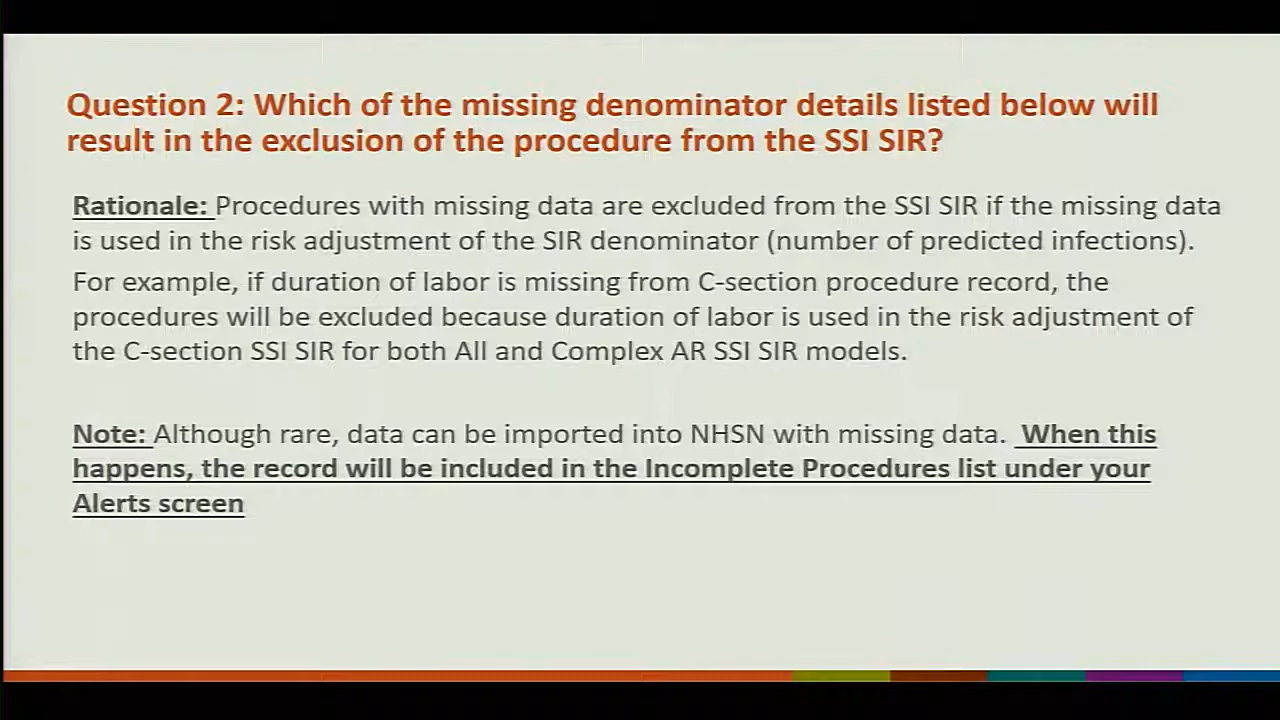 Question 2: Which of the missing denominator details listed below will
result in the exclusion of the procedure from the SSI SIR?
Rationale: Procedures with missing data are excluded from the SSI SIR if the missing data
is used in the risk adjustment of the SIR denominator (number of predicted infections).
For example, if duration of labor is missing from C-section procedure record, the
procedures will be excluded because duration of labor is used in the risk adjustment of
the C-section SSI SIR for both All and Complex AR SSI SIR models.
Note: Although rare, data can be imported into NHSN with missing data. When this
happens, the record will be included in the Incomplete Procedures list under your
Alerts screen